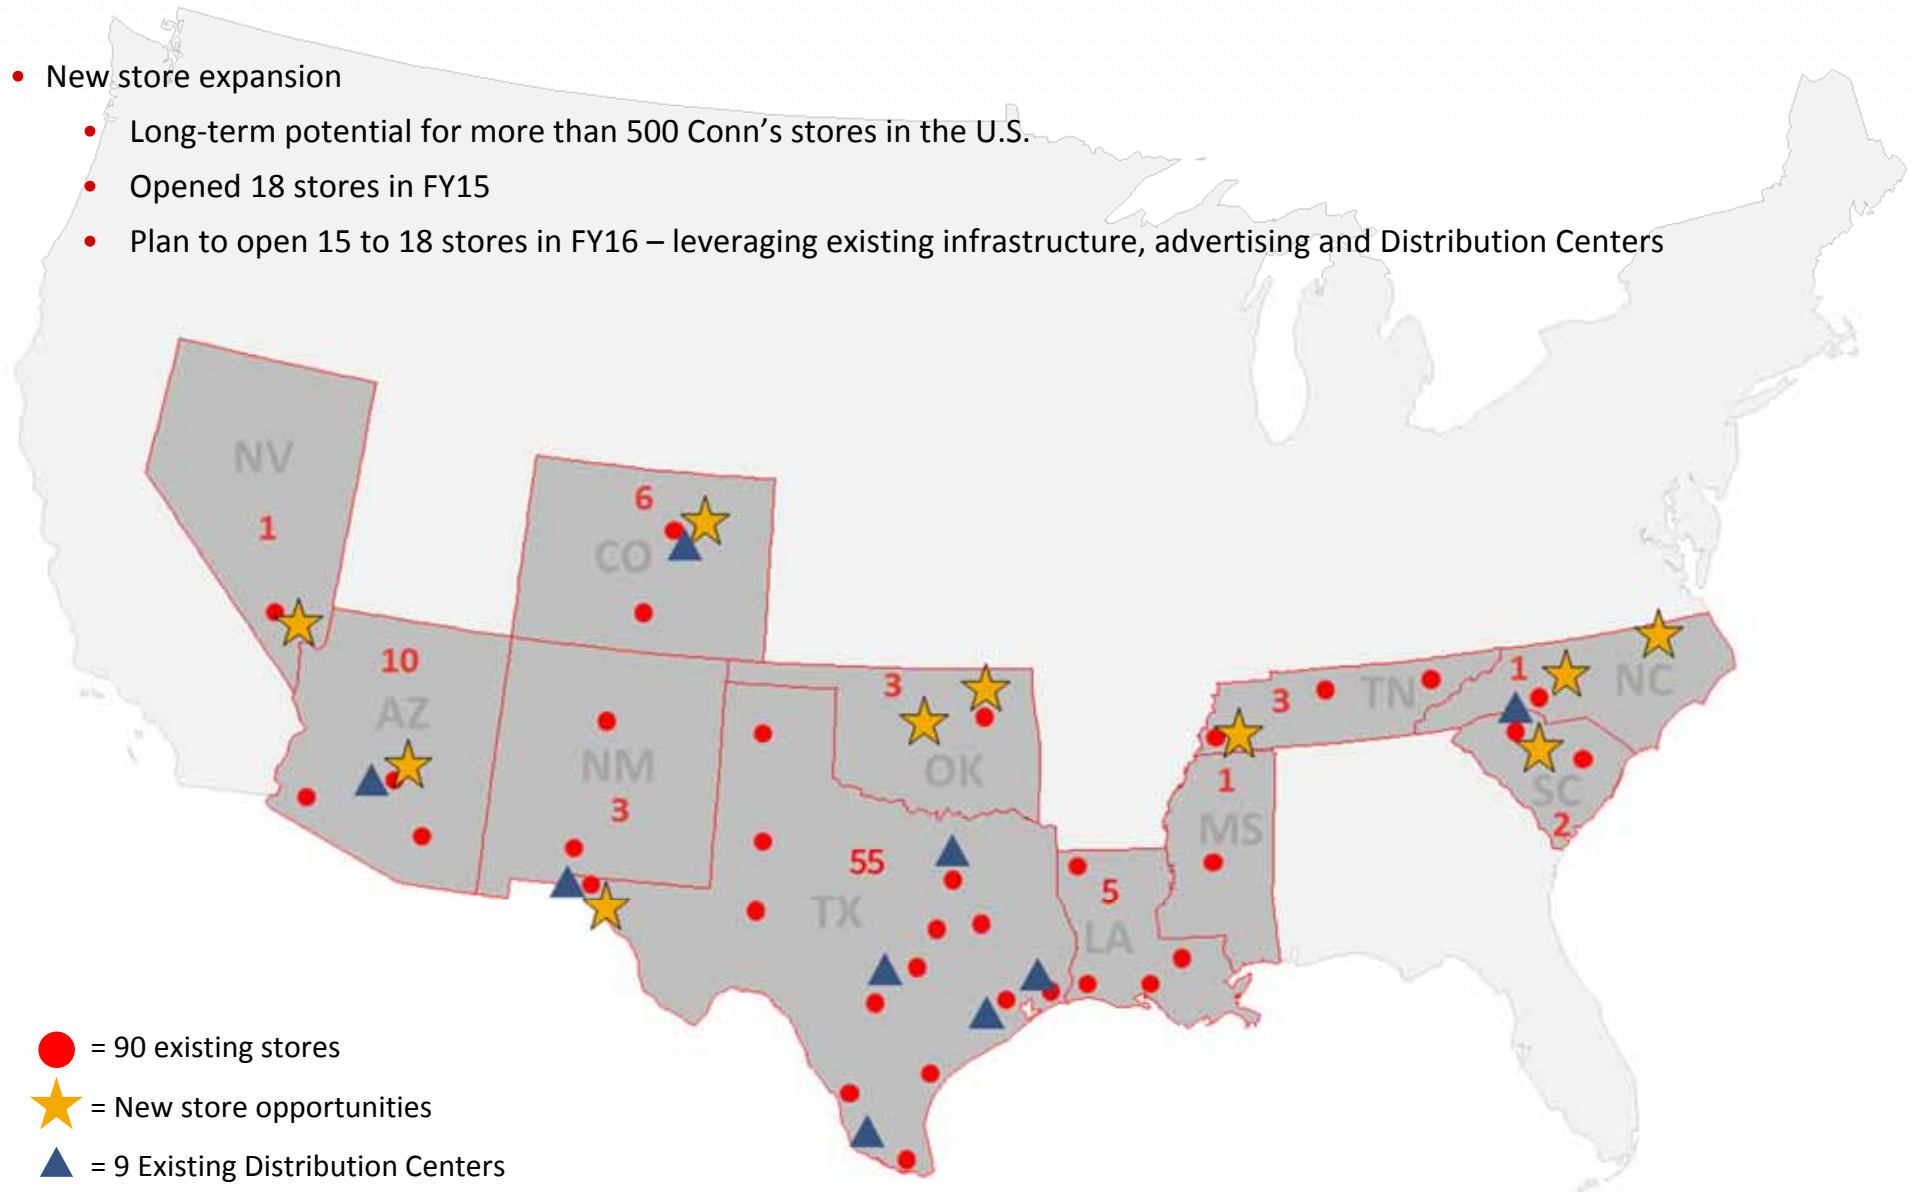 • New store expansion
• Long-term potential for more than 500 Conn’s stores in the U.S.
• Opened 18 stores in FY15
• Plan to open 15 to 18 stores in FY16 – leveraging existing infrastructure, advertising and Distribution Centers
NV
1
6
CO
10
AZ
NM
3
3
OK
55
TX
5
LA
3
TN
1
MS
1
NC
SC
2
= 90 existing stores
= New store opportunities
= 9 Existing Distribution Centers